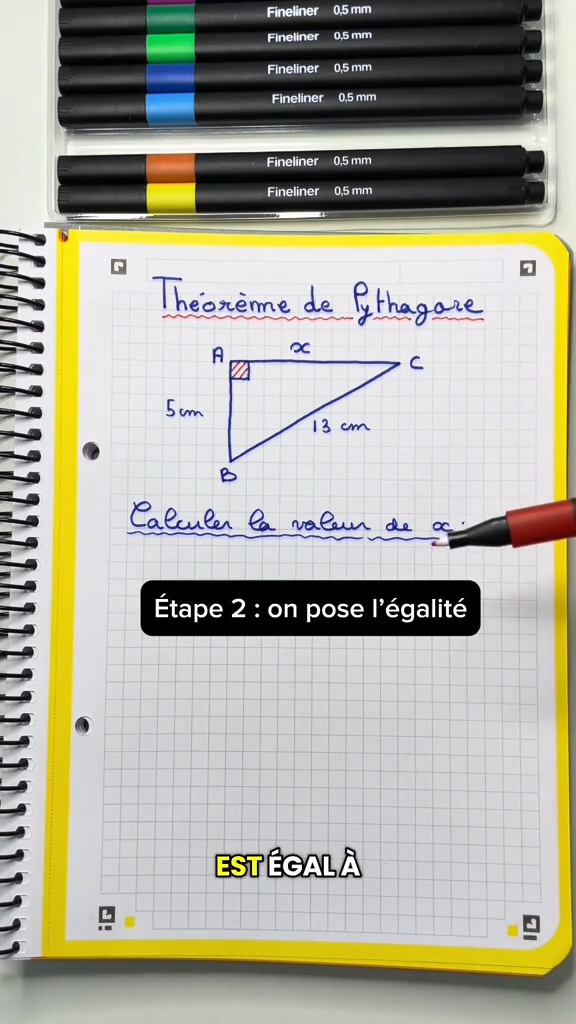 Fineliner 0,5 mm
Fineliner 0,5 mm
Fineliner 0,5 mm
Fineliner 0,5 mm
Fineliner 0,5 mm
Fineliner 0,5 mm
Théorème de Pythagore
A x C
5 cm
13 cm
B
Calculer la valeur de x :
Étape 2 : on pose l’égalité
EST ÉGAL À